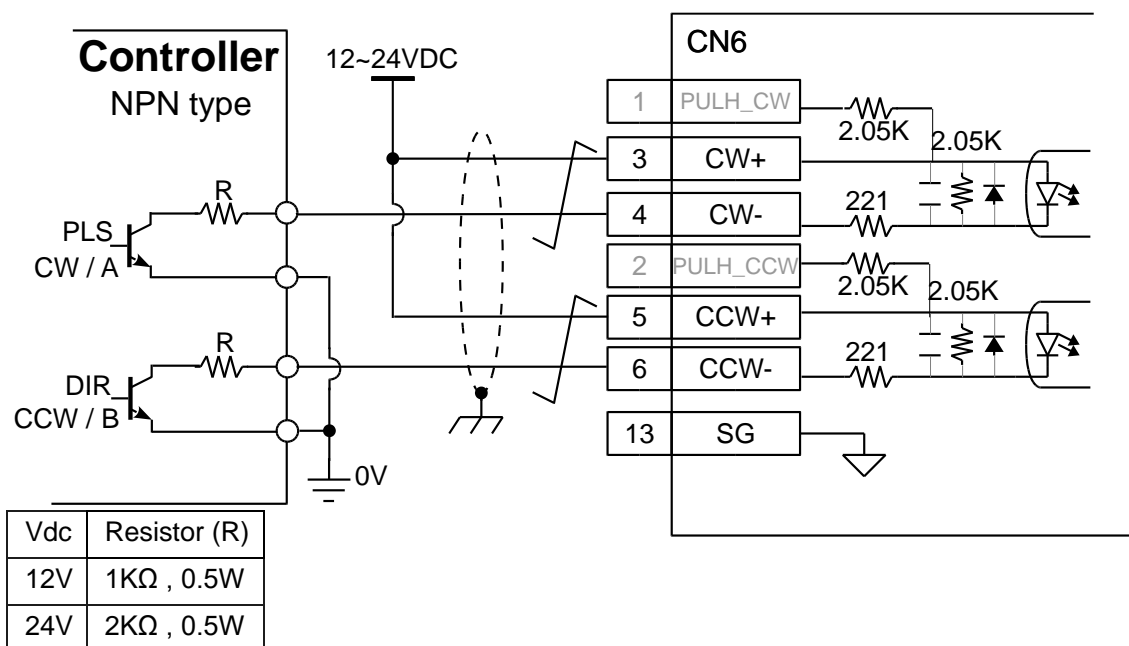 Controller
NPN type
12~24VDC
CN6
1 PULH_CW
2.05K
2.05K
3 CW+
R
4 CW-
221
PLS
CW / A
2 PULH_CCW
2.05K
2.05K
5 CCW+
R
6 CCW-
221
DIR
CCW / B
13 SG
0V
Vdc Resistor (R)
12V 1KΩ , 0.5W
24V 2KΩ , 0.5W